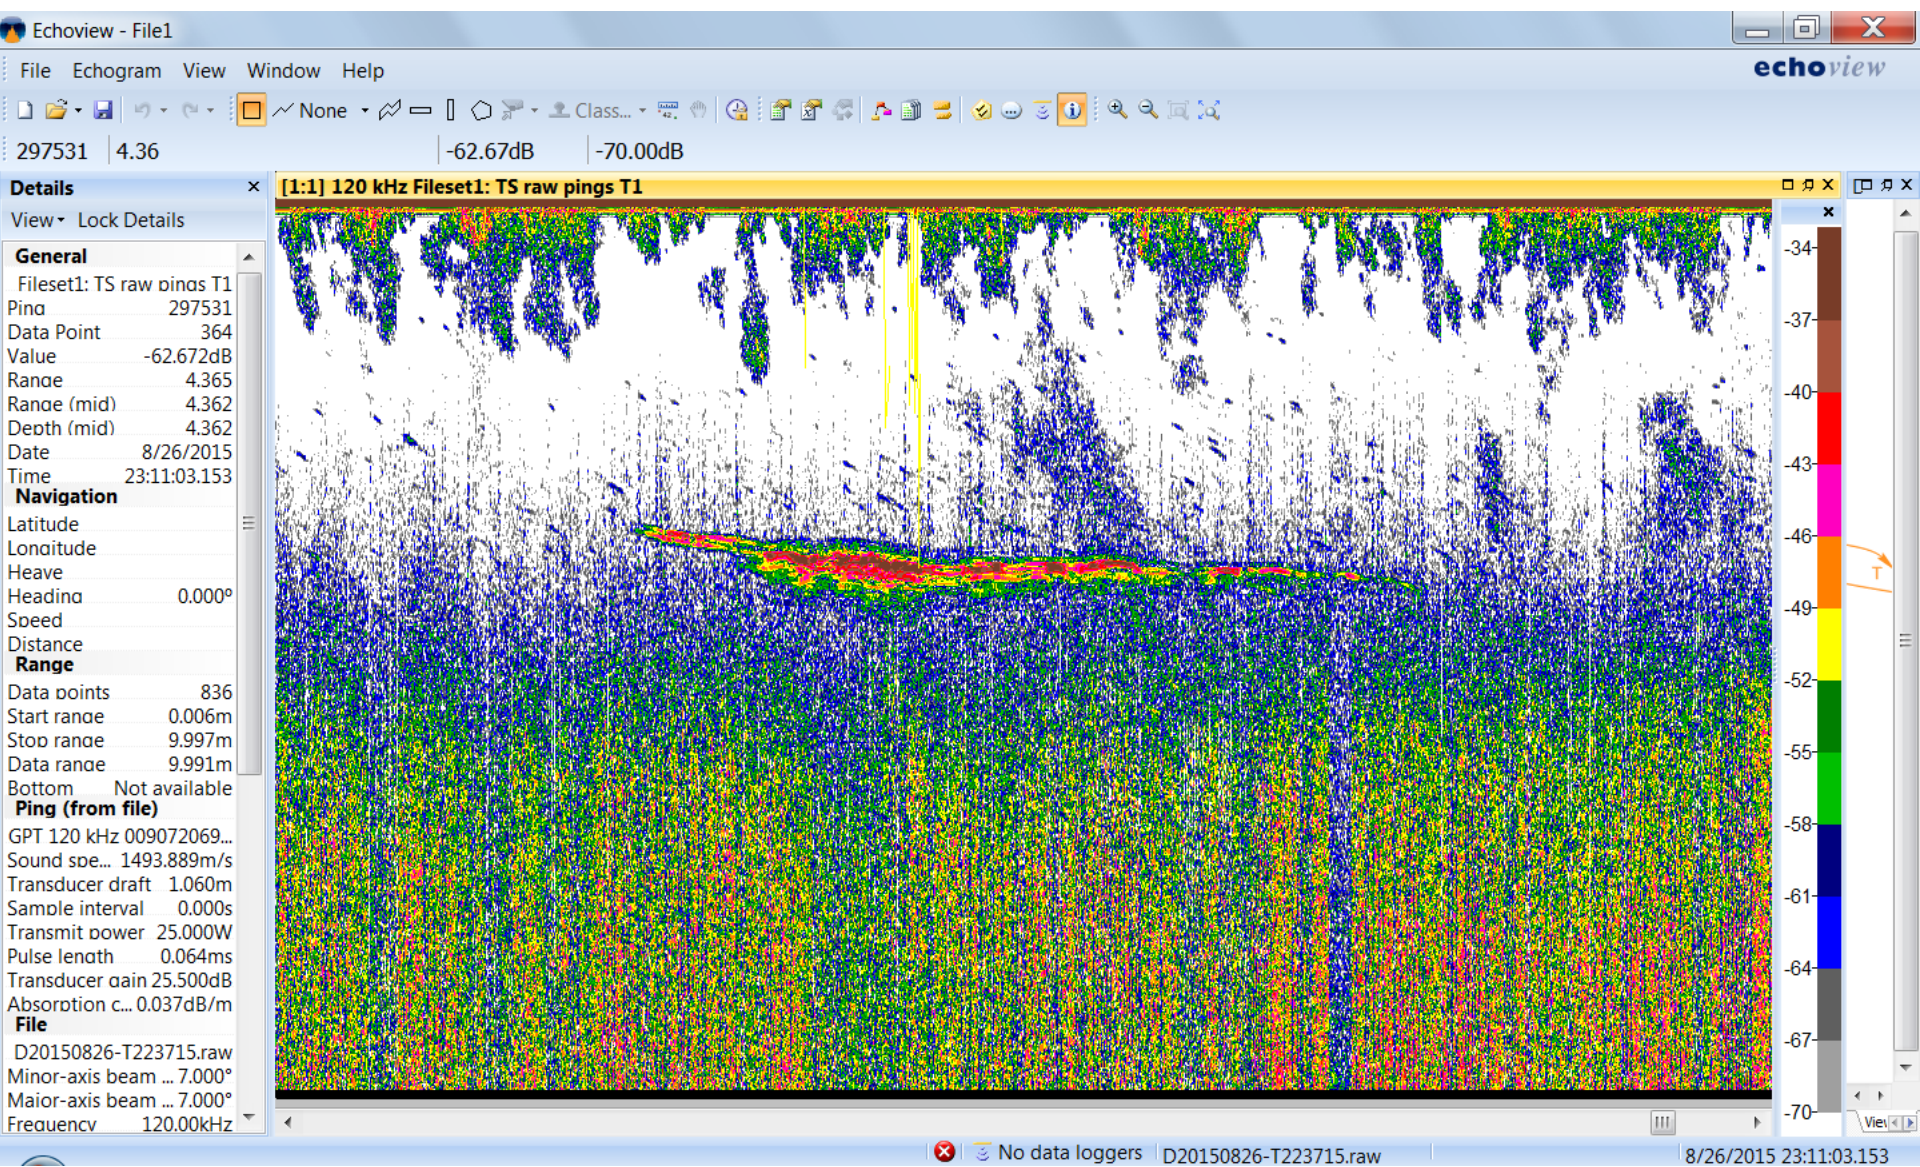 Echoview - File1
File Echogram View Window Help
echoview
None Class...
297531 4.36 -62.67dB -70.00dB
Details
View Lock Details
General
Fileset1: TS raw pings T1
Ping 297531
Data Point 364
Value -62.672dB
Range 4.365
Range (mid) 4.362
Depth (mid) 4.362
Date 8/26/2015
Time 23:11:03.153
Navigation
Latitude
Longitude
Heave
Heading 0.000º
Speed
Distance
Range
Data points 836
Start range 0.006m
Stop range 9.997m
Data range 9.991m
Bottom Not available
Ping (from file)
GPT 120 kHz 009072069...
Sound spe... 1493.889m/s
Transducer draft 1.060m
Sample interval 0.000s
Transmit power 25.000W
Pulse length 0.064ms
Transducer gain 25.500dB
Absorption c... 0.037dB/m
File
D20150826-T223715.raw
Minor-axis beam ... 7.000°
Major-axis beam ... 7.000°
Frequency 120.00kHz
[1:1] 120 kHz Fileset1: TS raw pings T1
-34
-37
-40
-43
-46
-49
-52
-55
-58
-61
-64
-67
-70
T
View
No data loggers D20150826-T223715.raw 8/26/2015 23:11:03.153